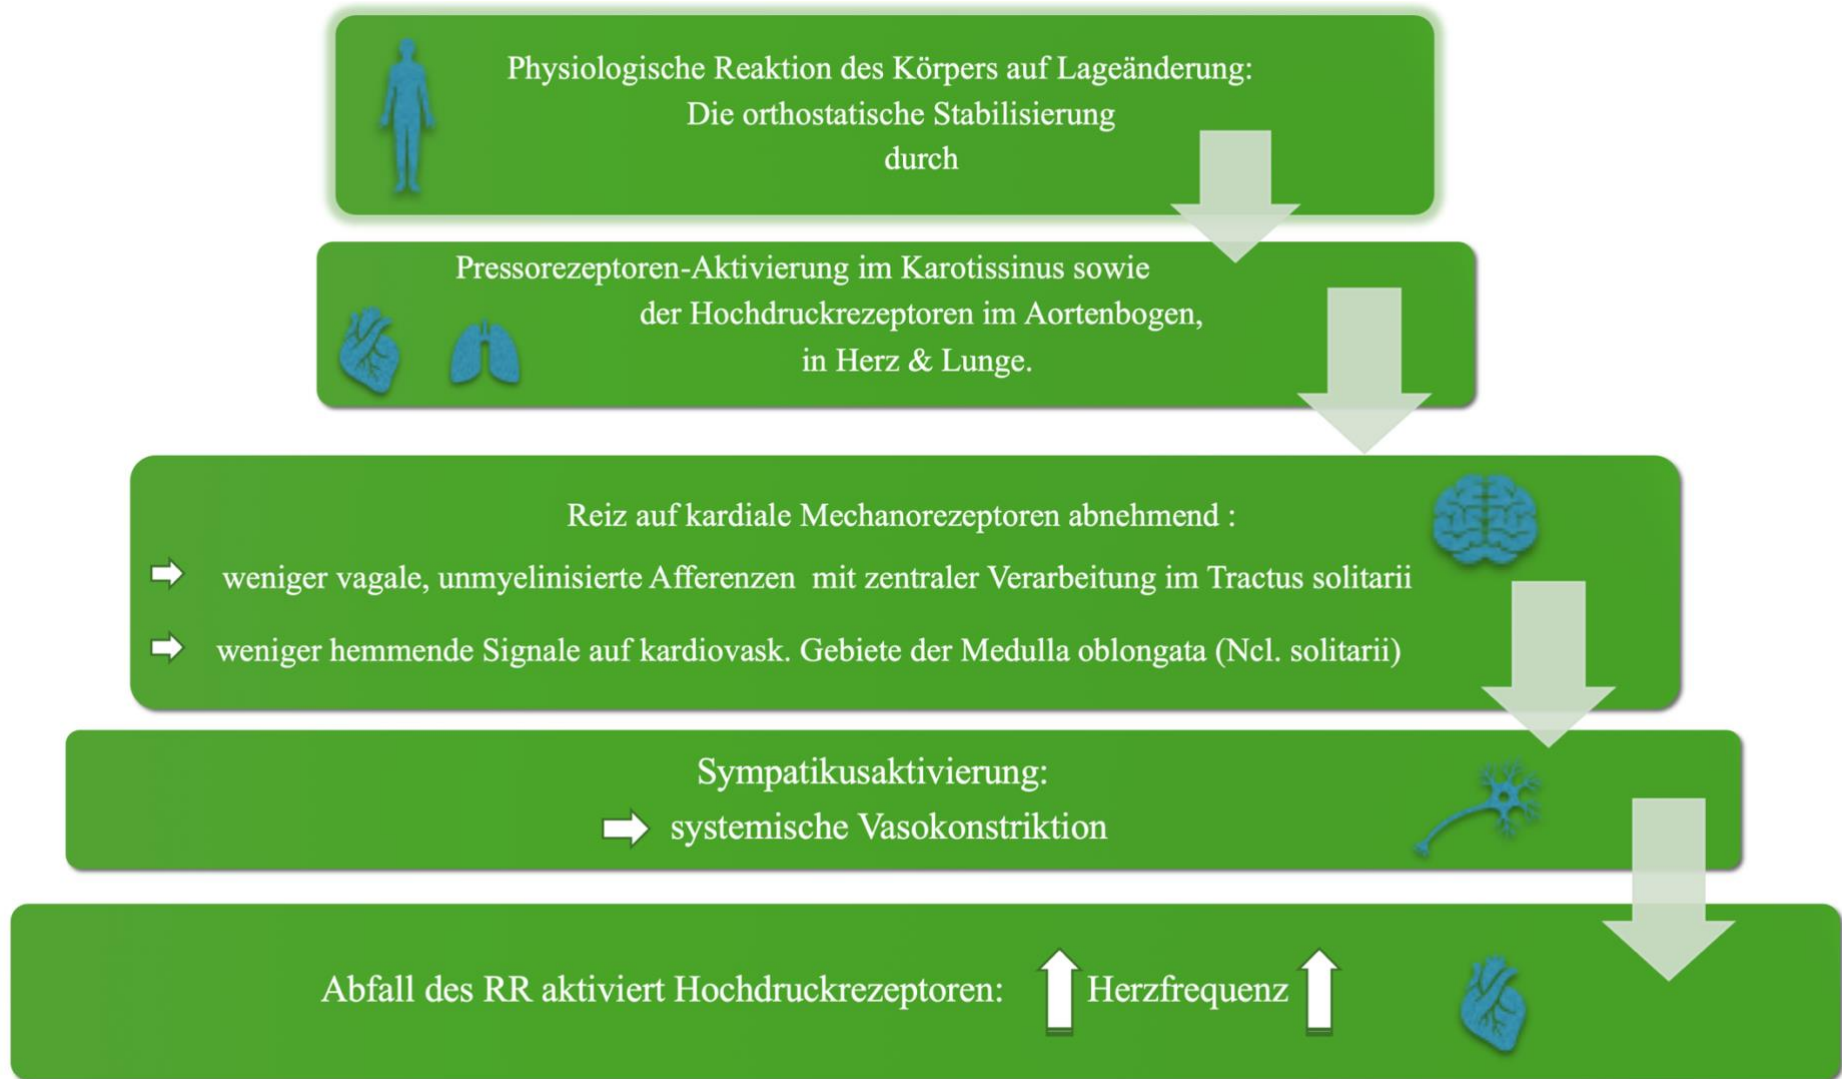 Physiologische Reaktion des Körpers auf Lageänderung:
Die orthostatische Stabilisierung
durch
Pressorezeptoren-Aktivierung im Karotissinus sowie
der Hochdruckrezeptoren im Aortenbogen,
in Herz & Lunge.
Reiz auf kardiale Mechanorezeptoren abnehmend :
weniger vagale, unmyelinisierte Afferenzen mit zentraler Verarbeitung im Tractus solitarii
weniger hemmende Signale auf kardiovask. Gebiete der Medulla oblongata (Ncl. solitarii)
Sympatikusaktivierung:
systemische Vasokonstriktion
Abfall des RR aktiviert Hochdruckrezeptoren: Herzfrequenz